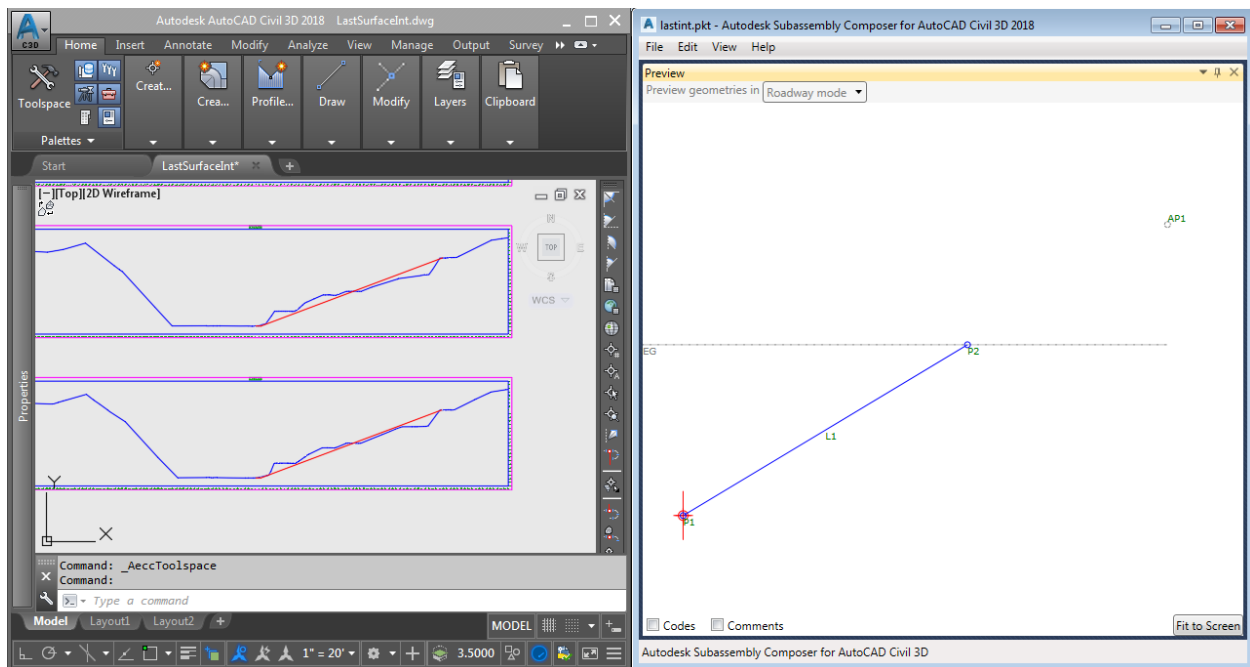 Autodesk AutoCAD Civil 3D 2018 LastSurfaceInt.dwg
C3D
Home Insert Annotate Modify Analyze View Manage Output Survey
Toolspace
Creat...
Crea...
Profile...
Draw
Modify
Layers
Clipboard
Palettes
Start LastSurfaceInt*
[−][Top][2D Wireframe]
N
W TOP E
S
WCS
Properties
Y
X
Command: _AeccToolspace
Command:
Type a command
Model Layout1 Layout2 +
MODEL
1" = 20' 3.5000
lastint.pkt - Autodesk Subassembly Composer for AutoCAD Civil 3D 2018
File Edit View Help
Preview
Preview geometries in Roadway mode
AP1
EG
P2
L1
P1
Codes Comments Fit to Screen
Autodesk Subassembly Composer for AutoCAD Civil 3D